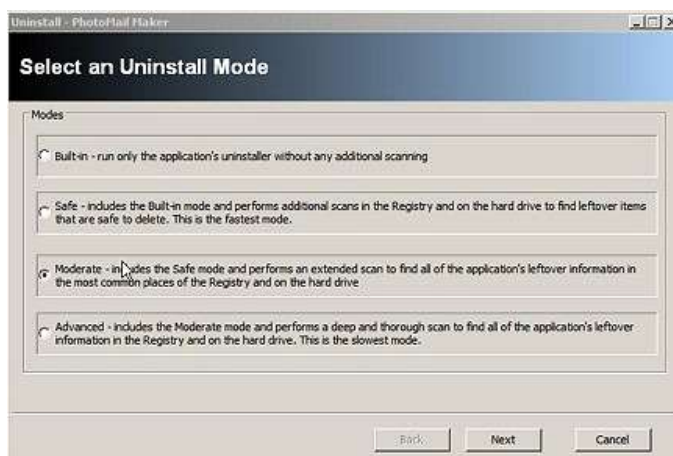 Uninstall - PhotoMail Maker
Select an Uninstall Mode
Modes
Built-in - run only the application's uninstaller without any additional scanning
Safe - includes the Built-in mode and performs additional scans in the Registry and on the hard drive to find leftover items
that are safe to delete. This is the fastest mode.
Moderate - includes the Safe mode and performs an extended scan to find all of the application's leftover information in
the most common places of the Registry and on the hard drive
Advanced - includes the Moderate mode and performs a deep and thorough scan to find all of the application's leftover
information in the Registry and on the hard drive. This is the slowest mode.
Back Next Cancel